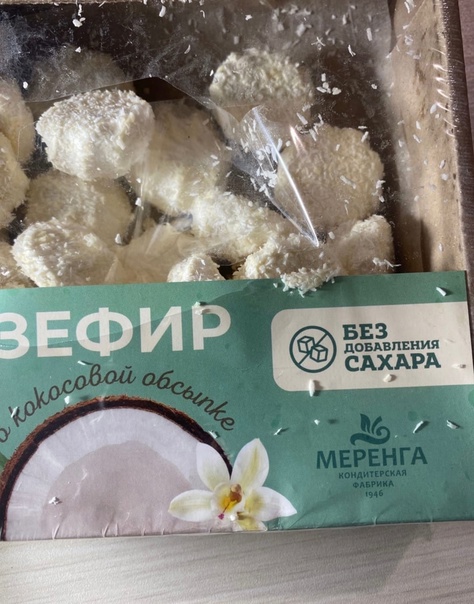 ЗЕФИР
кокосовой обсыпке
БЕЗ
ДОБАВЛЕНИЯ
САХАРА
МЕРЕНГА
КОНДИТЕРСКАЯ
ФАБРИКА
1946